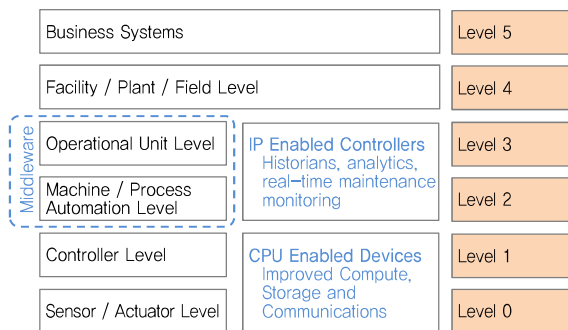 Business Systems
Level 5
Facility / Plant / Field Level
Level 4
Middleware
Operational Unit Level
IP Enabled Controllers
Historians, analytics,
real-time maintenance
monitoring
Level 3
Machine / Process
Automation Level
Level 2
Controller Level
CPU Enabled Devices
Improved Compute,
Storage and
Communications
Level 1
Sensor / Actuator Level
Level 0